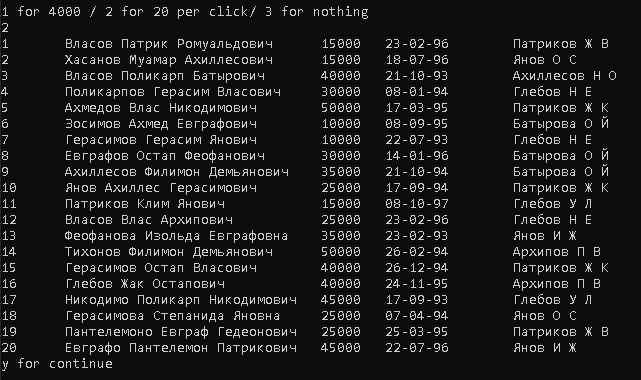 1 for 4000 / 2 for 20 per click/ 3 for nothing
2
1 Власов Патрик Ромуальдович 15000 23-02-96 Патриков Ж В
2 Хасанов Муамар Ахиллесович 15000 18-07-96 Янов О С
3 Власов Поликарп Батырович 40000 21-10-93 Ахиллесов Н О
4 Поликарпов Герасим Власович 30000 08-01-94 Глебов Н Е
5 Ахмедов Влас Никодимович 50000 17-03-95 Патриков Ж К
6 Зосимов Ахмед Евграфович 10000 08-09-95 Батырова О Й
7 Герасимов Герасим Янович 10000 22-07-93 Глебов Н Е
8 Евграфов Остап Феофанович 30000 14-01-96 Батырова О Й
9 Ахиллесов Филимон Демьянович 35000 21-10-94 Батырова О Й
10 Янов Ахиллес Герасимович 25000 17-09-94 Патриков Ж К
11 Патриков Клим Янович 15000 08-10-97 Глебов У Л
12 Власов Влас Архипович 25000 23-02-96 Глебов Н Е
13 Феофанова Изольда Евграфовна 35000 23-02-93 Янов И Ж
14 Тихонов Филимон Демьянович 50000 26-02-94 Архипов П В
15 Герасимов Остап Власович 40000 26-12-94 Патриков Ж К
16 Глебов Жак Остапович 40000 24-11-95 Архипов П В
17 Никодимо Поликарп Никодимович 45000 17-09-93 Глебов У Л
18 Герасимова Степанида Яновна 25000 07-04-94 Янов О С
19 Пантелемоно Евграф Гедеонович 25000 25-03-95 Патриков Ж В
20 Евграфо Пантелемон Патрикович 45000 22-07-96 Янов И Ж
y for continue